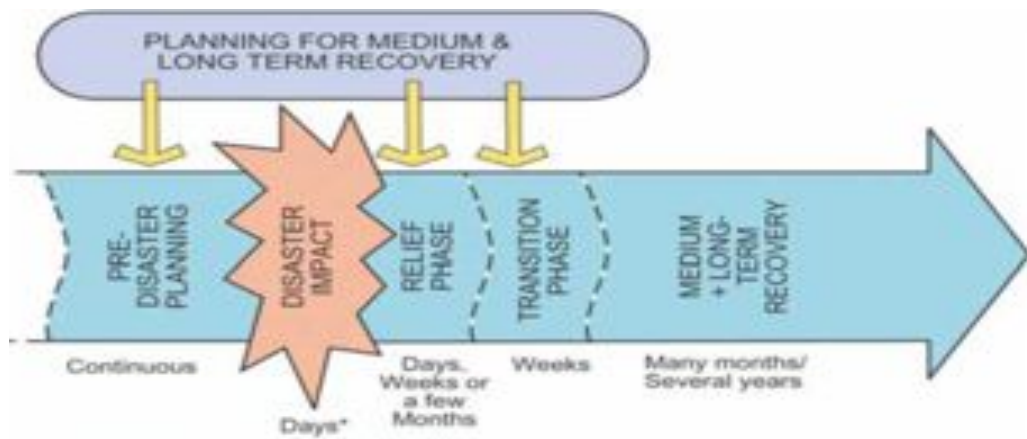 PLANNING FOR MEDIUM &
LONG TERM RECOVERY
PRE-
DISASTER
PLANNING
DISASTER
IMPACT
RELIEF
PHASE
TRANSITION
PHASE
MEDIUM
+ LONG-
TERM
RECOVERY
Continuous
Days*
Days,
Weeks or
a few
Months
Weeks
Many months/
Several years